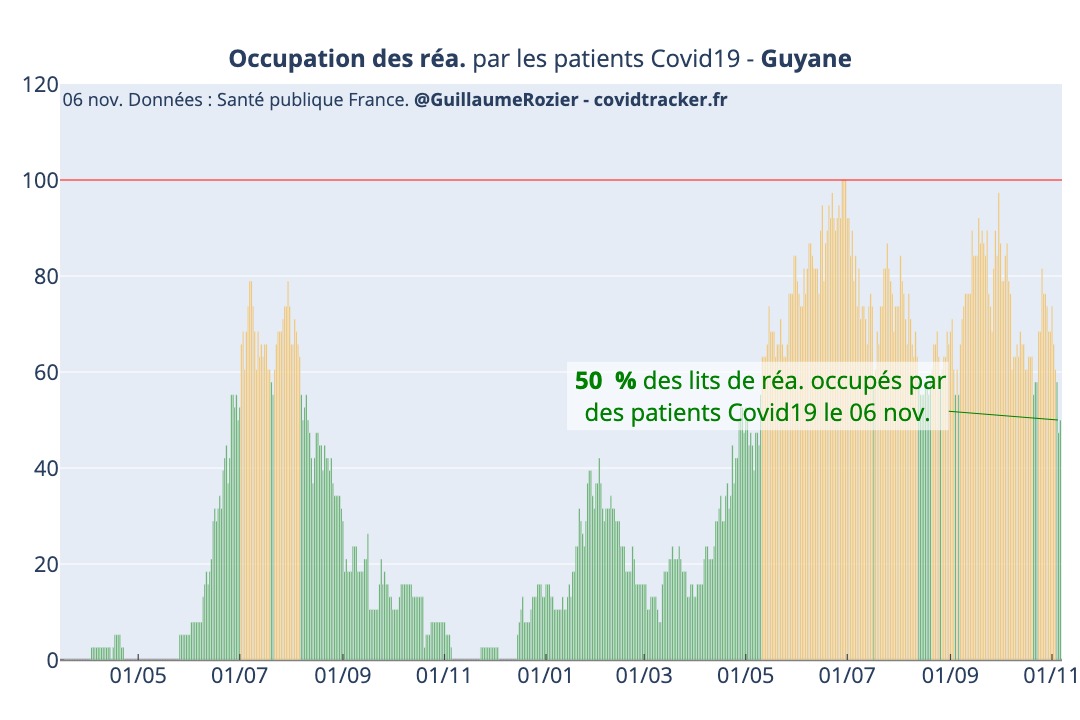 Occupation des réa. par les patients Covid19 - Guyane
120
06 nov. Données : Santé publique France. @GuillaumeRozier - covidtracker.fr
100
80
60
50 % des lits de réa. occupés par
des patients Covid19 le 06 nov.
40
20
0
01/05 01/07 01/09 01/11 01/01 01/03 01/05 01/07 01/09 01/11